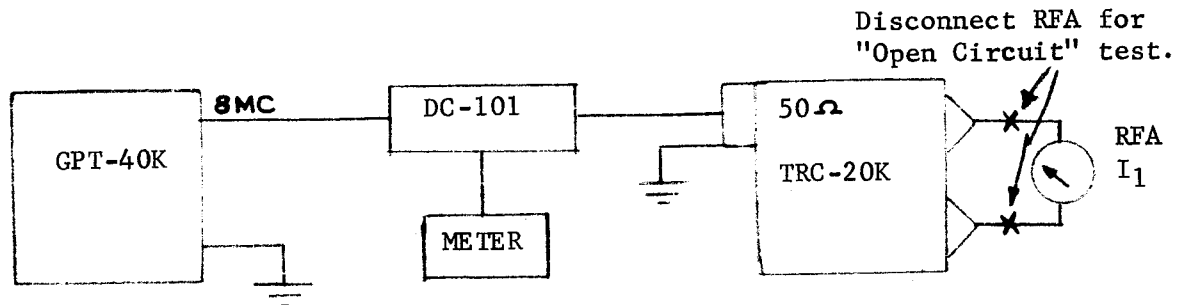 Disconnect RFA for
"Open Circuit" test.
8MC
DC-101
50Ω
GPT-40K
TRC-20K
RFA
I₁
METER